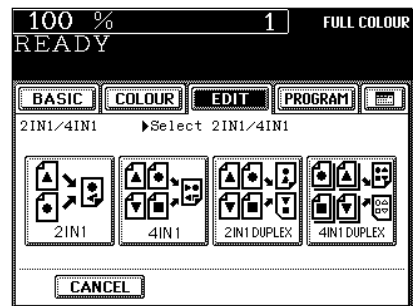 100 % 1 FULL COLOUR
READY
BASIC COLOUR EDIT PROGRAM
2IN1/4IN1 ▶Select 2IN1/4IN1
2IN1 4IN1 2IN1 DUPLEX 4IN1 DUPLEX
CANCEL